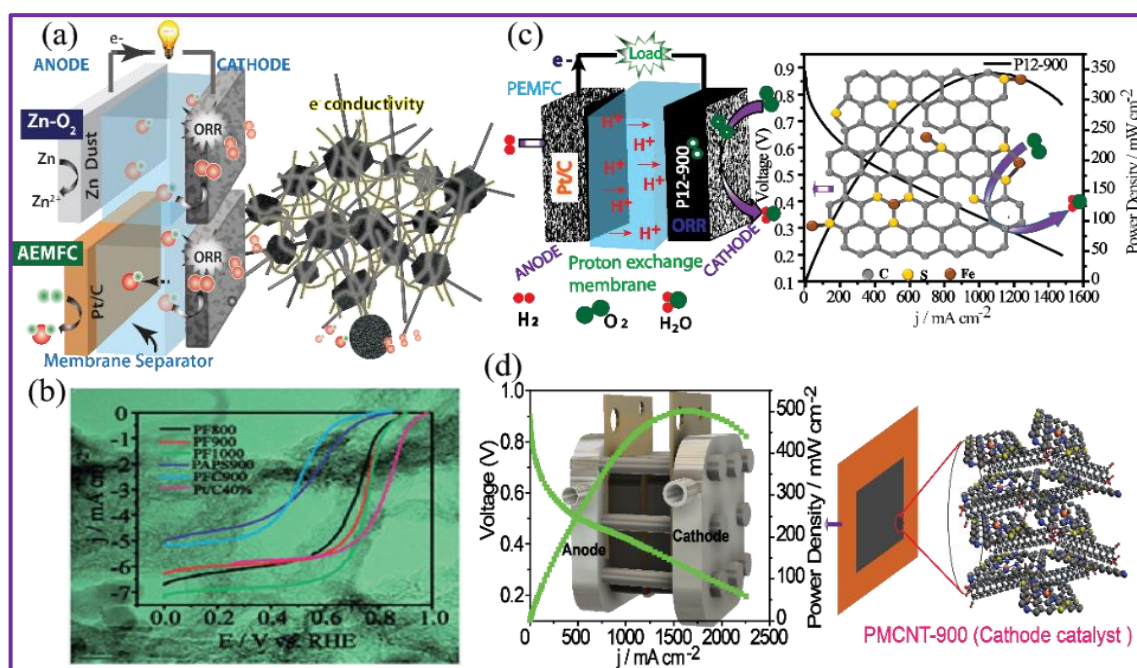 (a)
e-
ANODE
CATHODE
Zn-O2
Zn
Zn2+
Zn Dust
ORR
e conductivity
AEMFC
Pt/C
ORR
Membrane Separator
(b)
0
-1
-2
-3
-4
-5
-6
-7
j / mA cm-2
PF800
PF900
PF1000
PAPS900
PFC900
Pt/C40%
0.0 0.2 0.4 0.6 0.8 1.0
E / V vs. RHE
(c)
e-
Load
PEMFC
H+
H+
H+
H+
H+
Pt/C
P12-900
ORR
ANODE
CATHODE
Proton exchange
membrane
H2
O2
H2O
P12-900
0.9
0.8
0.7
0.6
0.5
0.4
0.3
0.2
0.1
Voltage (V)
350
300
250
200
150
100
50
0
Power Density / mW cm-2
C S Fe
0 200 400 600 800 1000 1200 1400 1600
j / mA cm-2
(d)
1.0
0.8
0.6
0.4
0.2
Voltage (V)
Anode
Cathode
500
400
300
200
100
0
Power Density / mW cm-2
0 500 1000 1500 2000
j / mA cm-2
PMCNT-900 (Cathode catalyst )